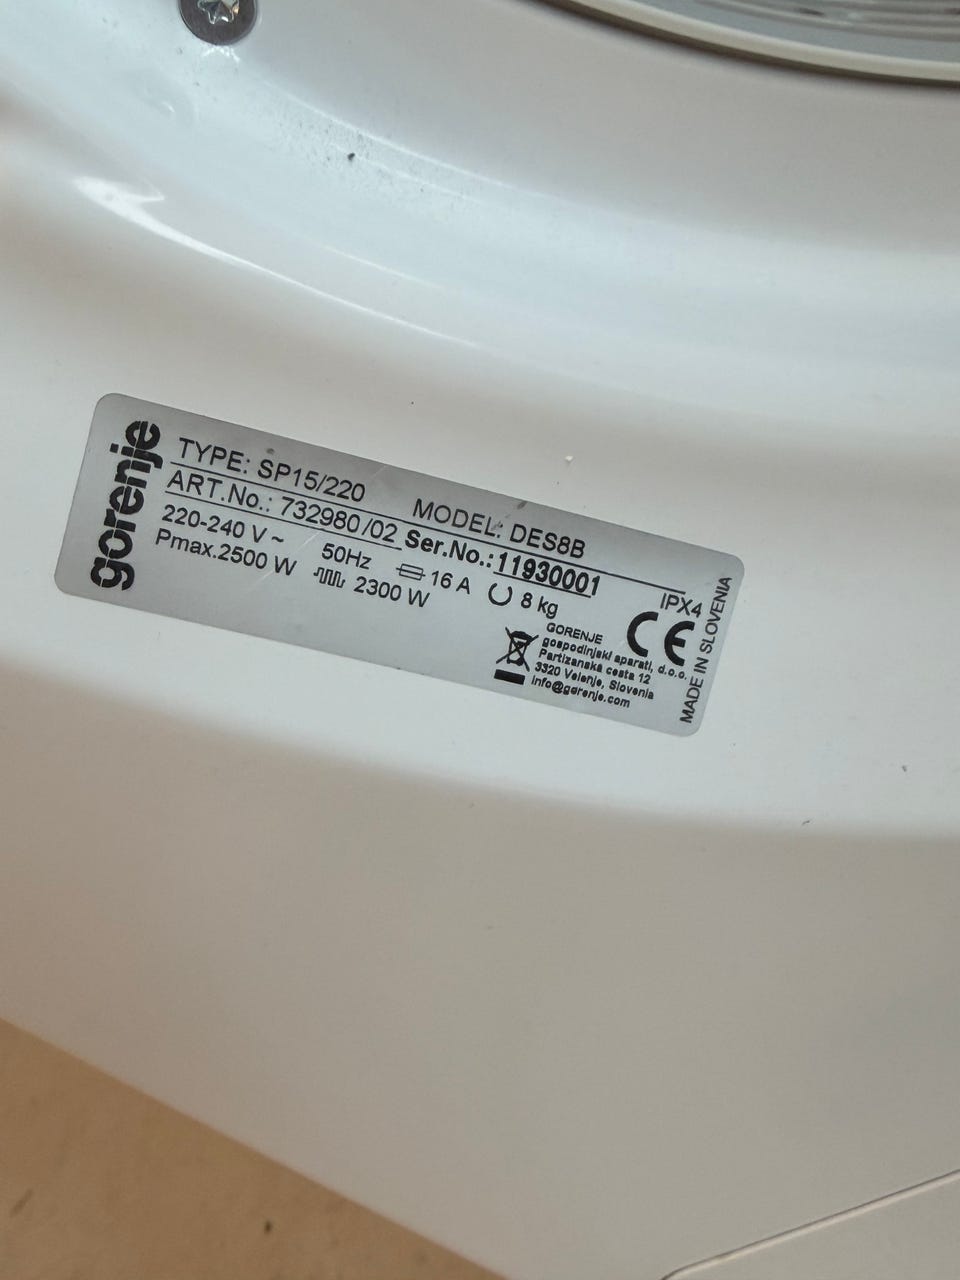 gorenje
TYPE: SP15/220 MODEL: DES8B
ART.No.: 732980/02 Ser.No.: 11930001
220-240 V ~ 50Hz 16 A 8 kg IPX4
Pmax.2500 W 2300 W
CE
GORENJE
gospodinjski aparati, d.o.o.
Partizanska cesta 12
3320 Velenje, Slovenia
info@gorenje.com
MADE IN SLOVENIA